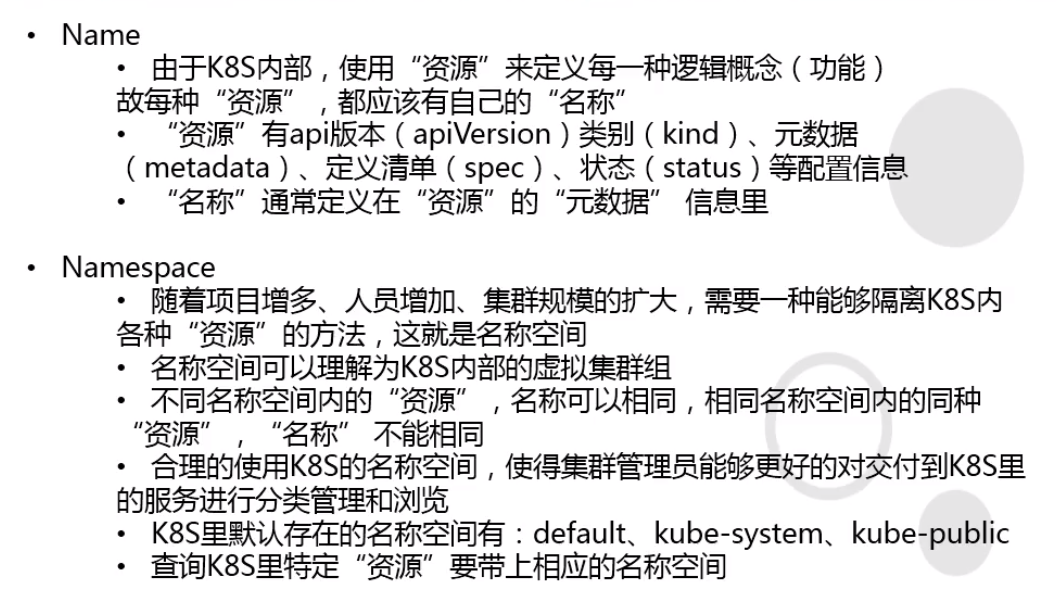 • Name
• 由于K8S内部，使用“资源”来定义每一种逻辑概念（功能）
故每种“资源”，都应该有自己的“名称”
• “资源”有api版本（apiVersion）类别（kind）、元数据
（metadata）、定义清单（spec）、状态（status）等配置信息
• “名称”通常定义在“资源”的“元数据” 信息里
• Namespace
• 随着项目增多、人员增加、集群规模的扩大，需要一种能够隔离K8S内
各种“资源”的方法，这就是名称空间
• 名称空间可以理解为K8S内部的虚拟集群组
• 不同名称空间内的“资源”，名称可以相同，相同名称空间内的同种
“资源”，“名称” 不能相同
• 合理的使用K8S的名称空间，使得集群管理员能够更好的对交付到K8S里
的服务进行分类管理和浏览
• K8S里默认存在的名称空间有：default、kube-system、kube-public
• 查询K8S里特定“资源”要带上相应的名称空间